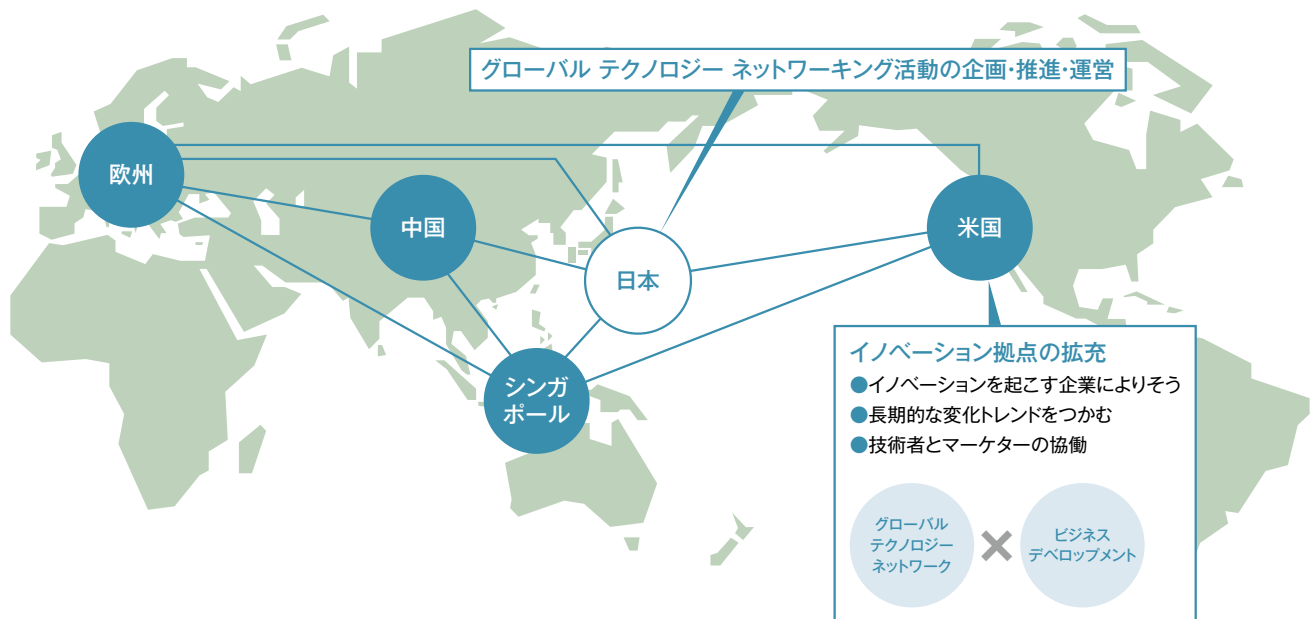 グローバル テクノロジー ネットワーキング活動の企画・推進・運営
欧州
中国
日本
米国
シンガ
ポール
イノベーション拠点の拡充
●イノベーションを起こす企業によりそう
●長期的な変化トレンドをつかむ
●技術者とマーケターの協働
グローバル
テクノロジー
ネットワーク
×
ビジネス
デベロップメント